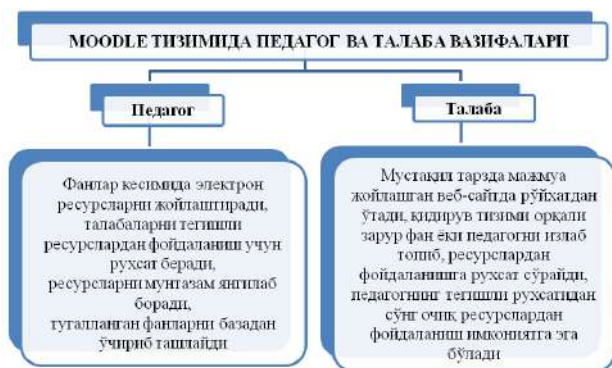 MOODLE ТИЗИМИДА ПЕДАГОГ ВА ТАЛАБА ВАЗИФАЛАРИ
Педагог
Фанлар кесимида электрон
ресурсларни жойлаштиради,
талабаларни тегишли
ресурслардан фойдаланиш учун
рухсат беради,
ресурсларни мунтазам янгилаб
боради,
тугалланган фанларни базадан
ўчириб ташлайди
Талаба
Мустақил тарзда мажмуа
жойлашган веб-сайтда рўйхатдан
ўтади, қидирув тизими орқали
зарур фан ёки педагогни излаб
топиб, ресурслардан
фойдаланишга рухсат сўрайди,
педагогнинг тегишли рухсатидан
сўнг очиқ ресурслардан
фойдаланиш имкониятга эга
бўлади